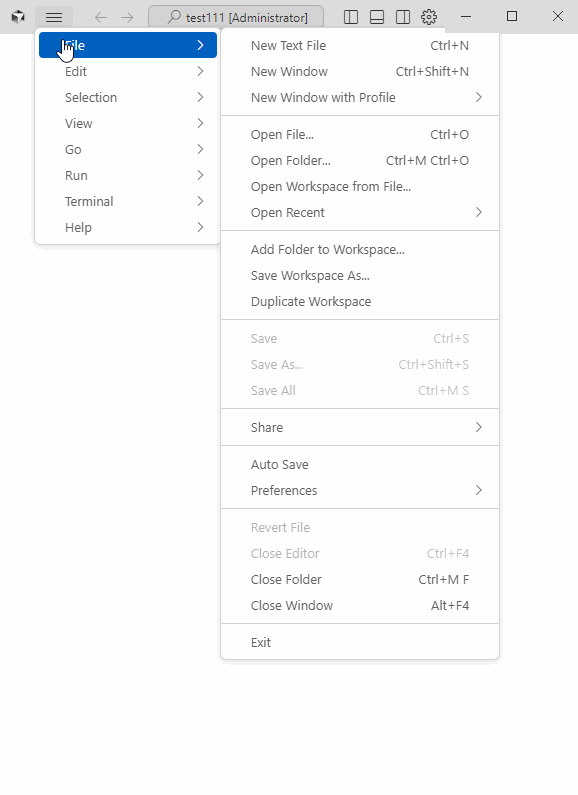 test111 [Administrator]
File
Edit
Selection
View
Go
Run
Terminal
Help
New Text File Ctrl+N
New Window Ctrl+Shift+N
New Window with Profile
Open File... Ctrl+O
Open Folder... Ctrl+M Ctrl+O
Open Workspace from File...
Open Recent
Add Folder to Workspace...
Save Workspace As...
Duplicate Workspace
Save Ctrl+S
Save As... Ctrl+Shift+S
Save All Ctrl+M S
Share
Auto Save
Preferences
Revert File
Close Editor Ctrl+F4
Close Folder Ctrl+M F
Close Window Alt+F4
Exit